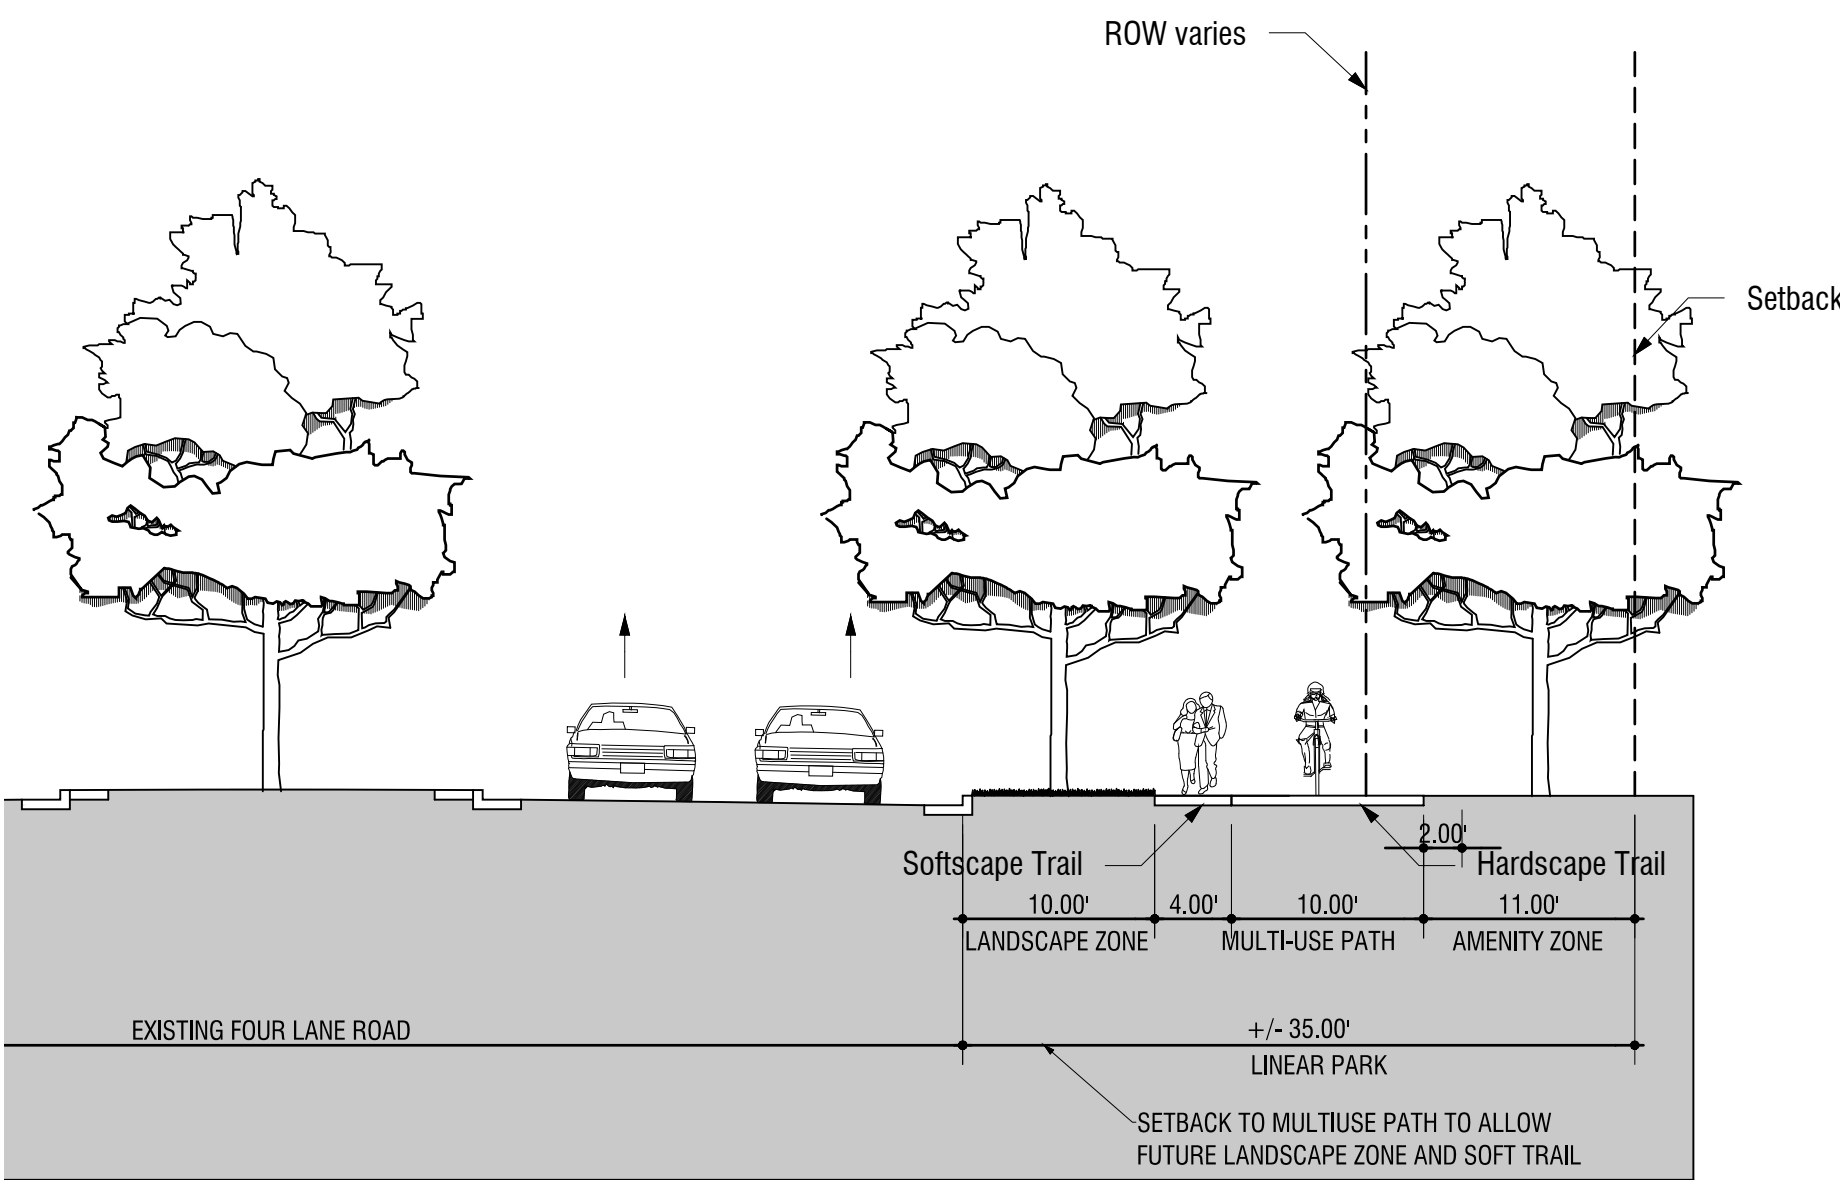 ROW varies
Setback
2.00'
Softscape Trail
Hardscape Trail
10.00'
4.00'
10.00'
11.00'
LANDSCAPE ZONE
MULTI-USE PATH
AMENITY ZONE
EXISTING FOUR LANE ROAD
+/- 35.00'
LINEAR PARK
SETBACK TO MULTIUSE PATH TO ALLOW
FUTURE LANDSCAPE ZONE AND SOFT TRAIL